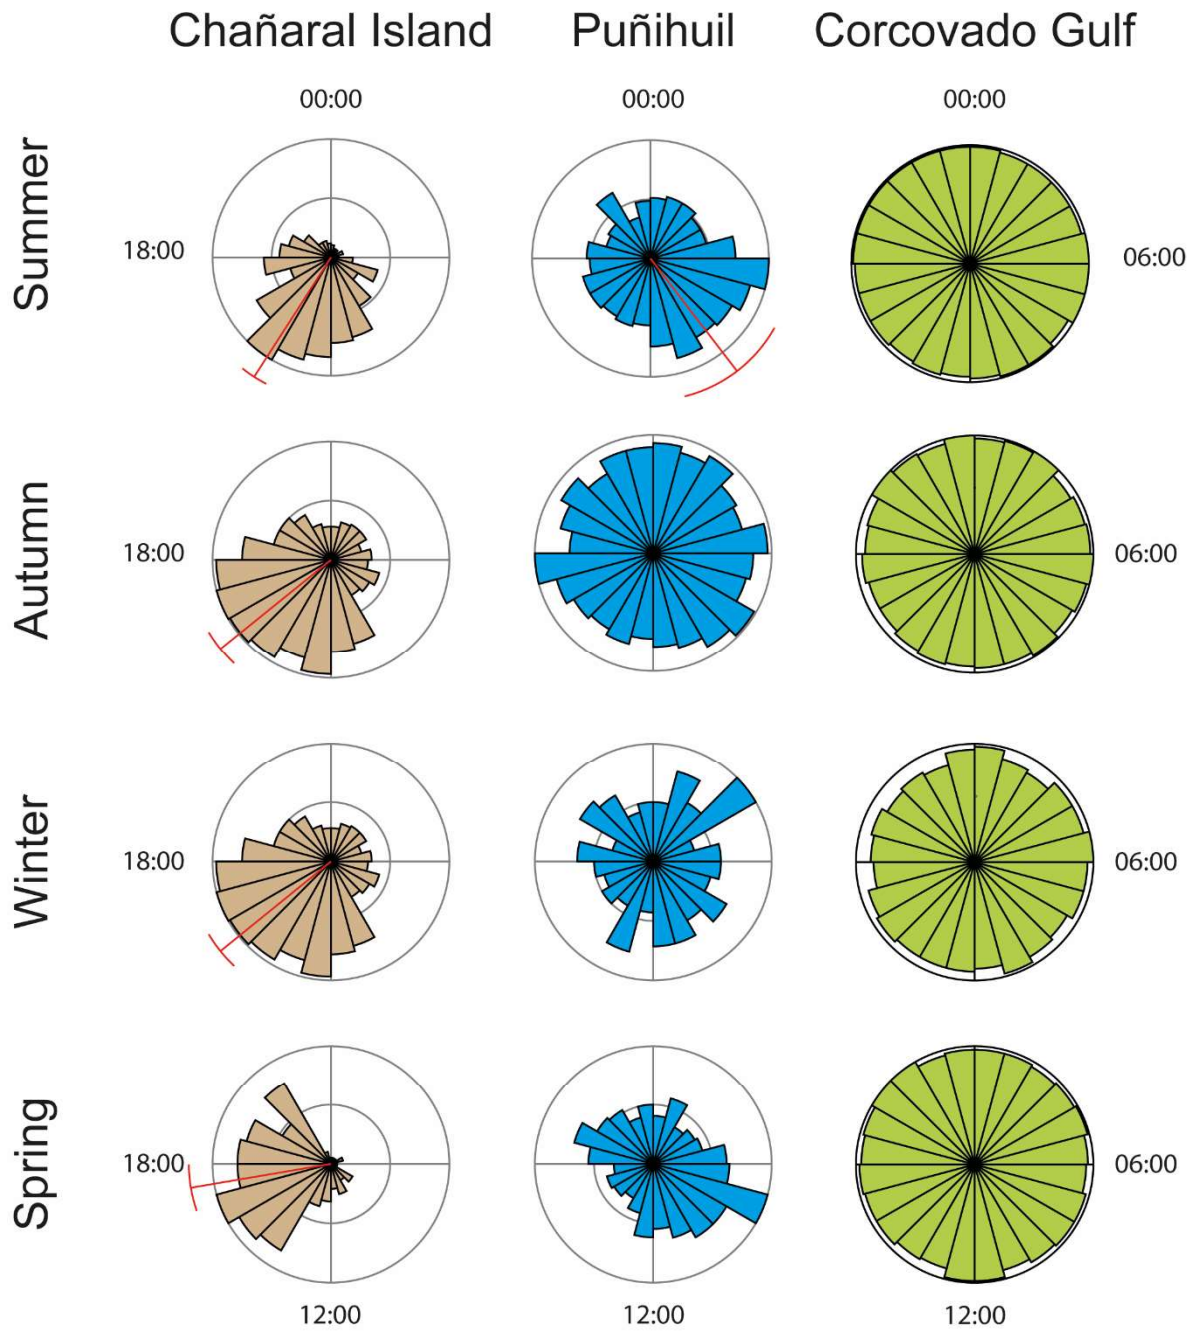 Chañaral Island Puñihuil Corcovado Gulf
00:00 00:00 00:00
Summer 18:00 06:00
Autumn 18:00 06:00
Winter 18:00 06:00
Spring 18:00 06:00
12:00 12:00 12:00